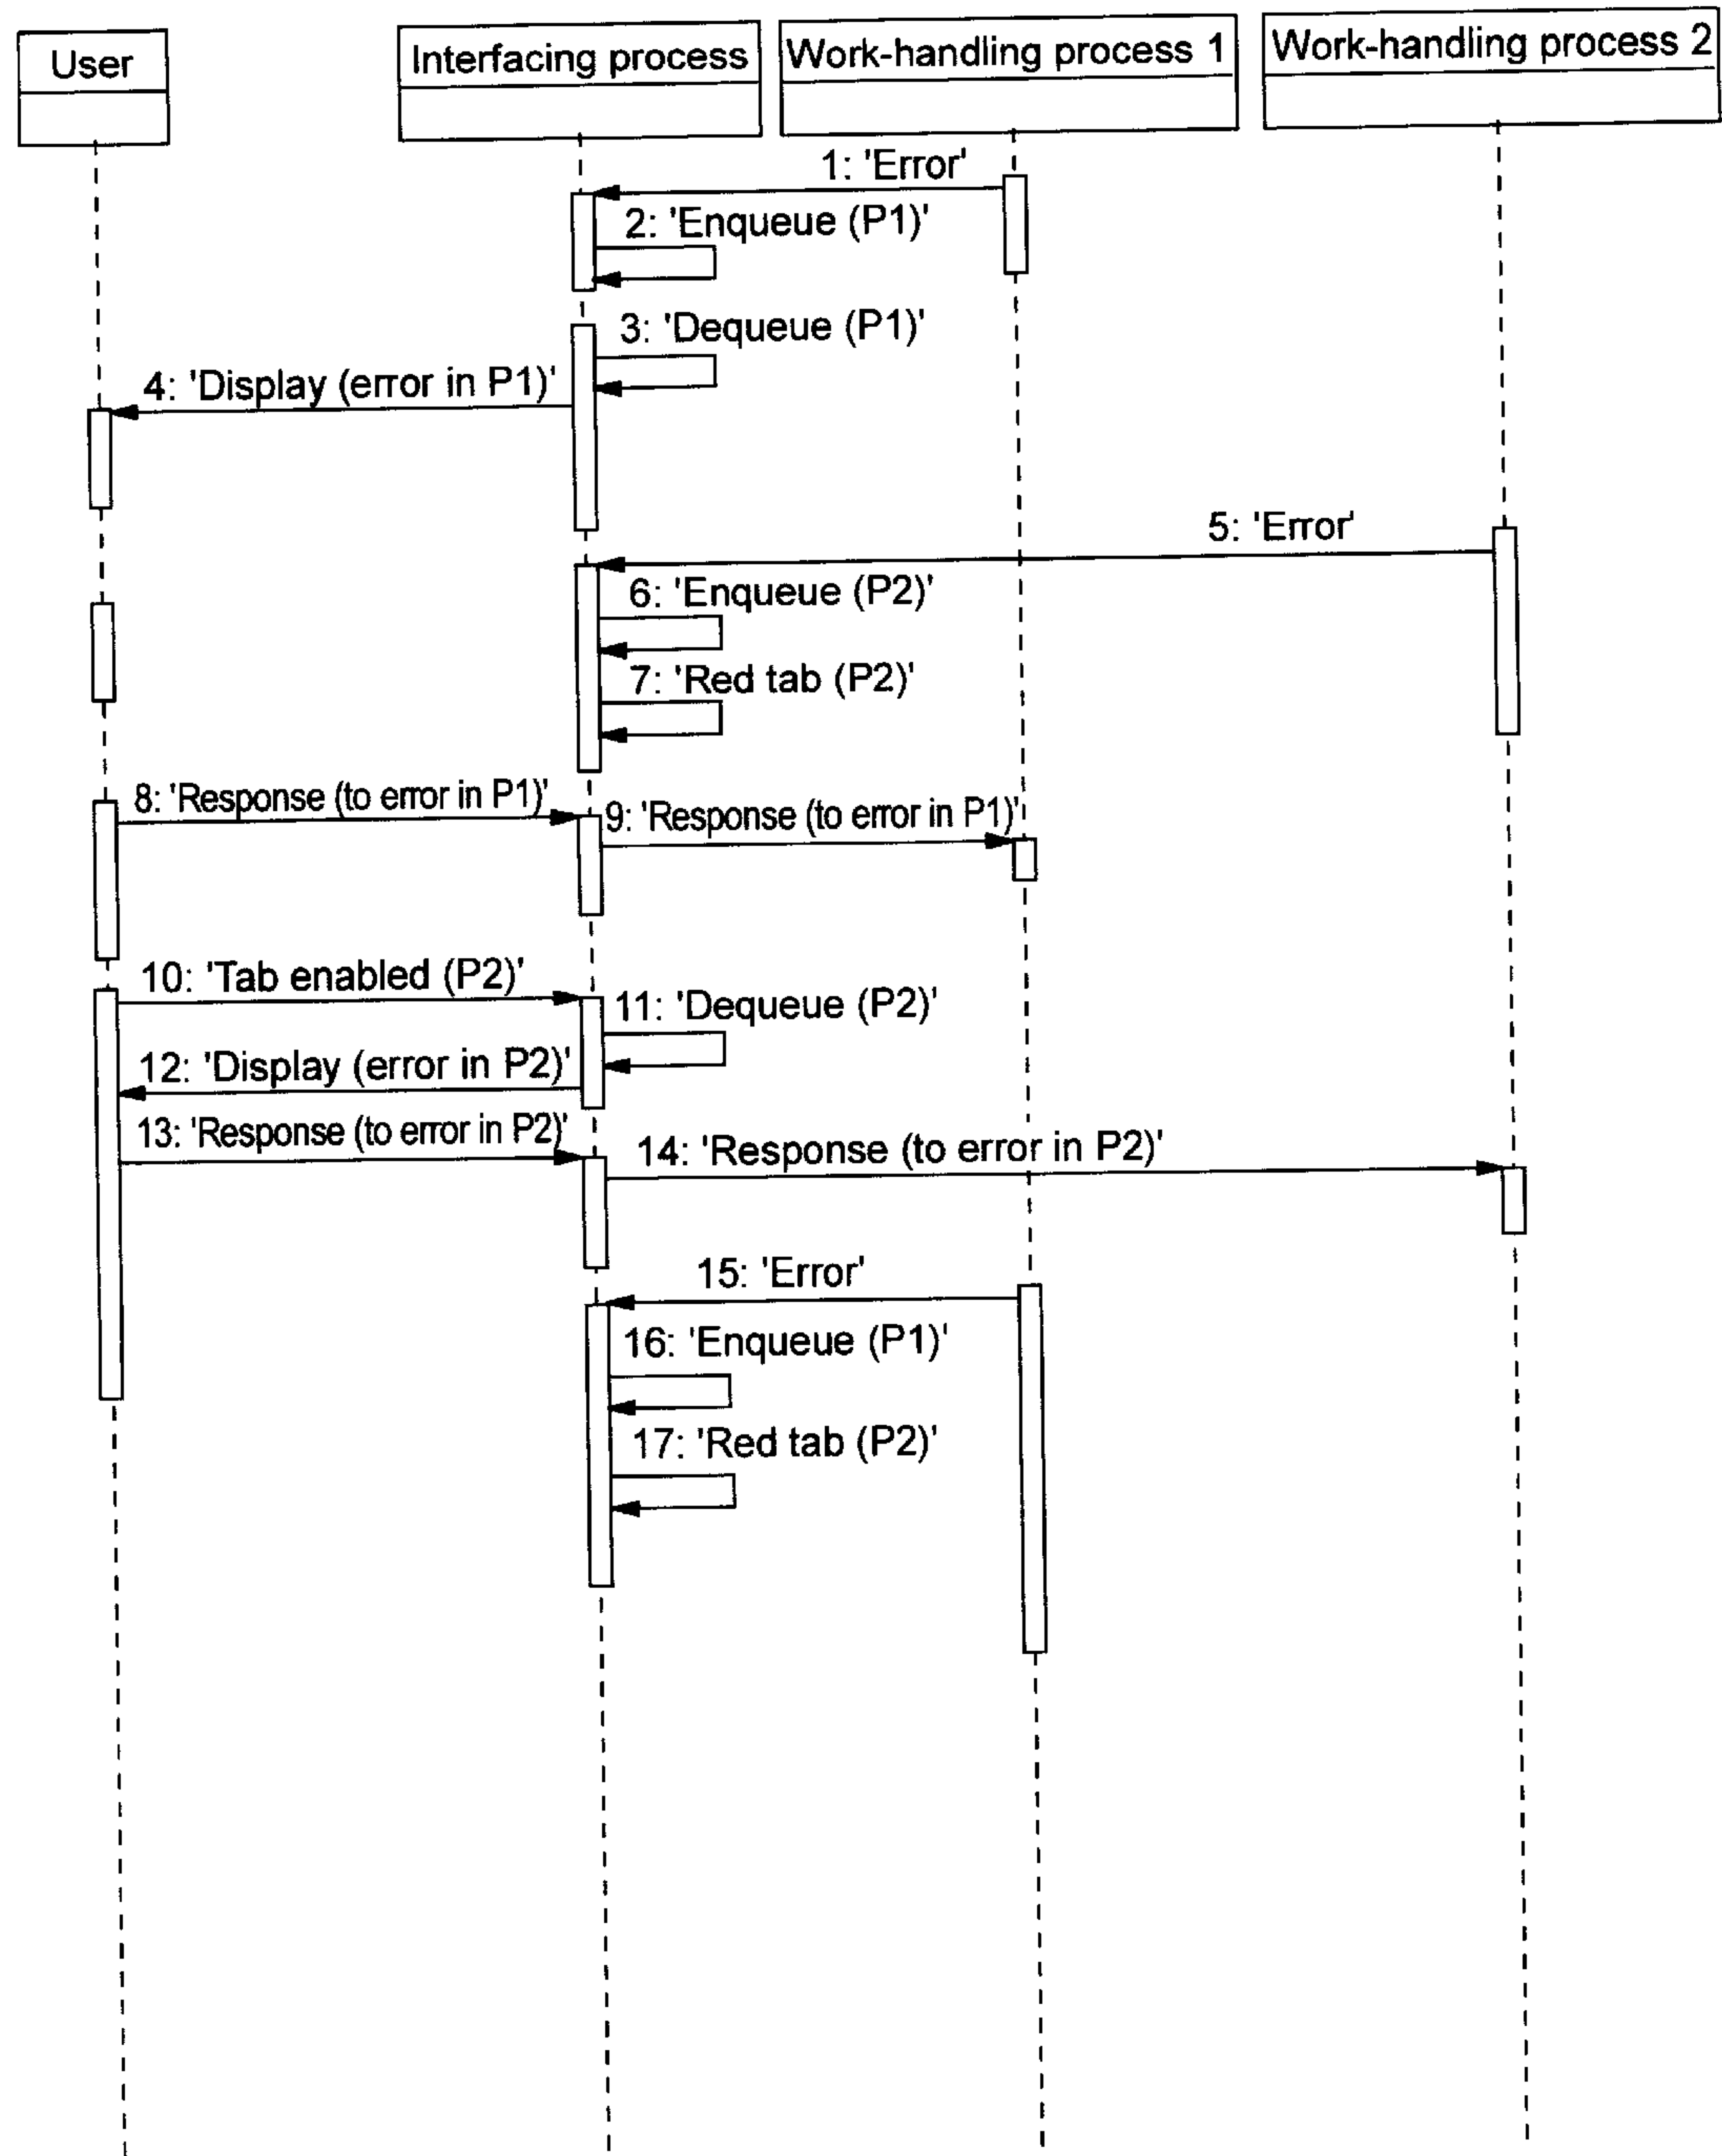 User
Interfacing process
Work-handling process 1
Work-handling process 2
1: 'Error'
2: 'Enqueue (P1)'
3: 'Dequeue (P1)'
4: 'Display (error in P1)'
5: 'Error'
6: 'Enqueue (P2)'
7: 'Red tab (P2)'
8: 'Response (to error in P1)'
9: 'Response (to error in P1)'
10: 'Tab enabled (P2)'
11: 'Dequeue (P2)'
12: 'Display (error in P2)'
13: 'Response (to error in P2)'
14: 'Response (to error in P2)'
15: 'Error'
16: 'Enqueue (P1)'
17: 'Red tab (P2)'